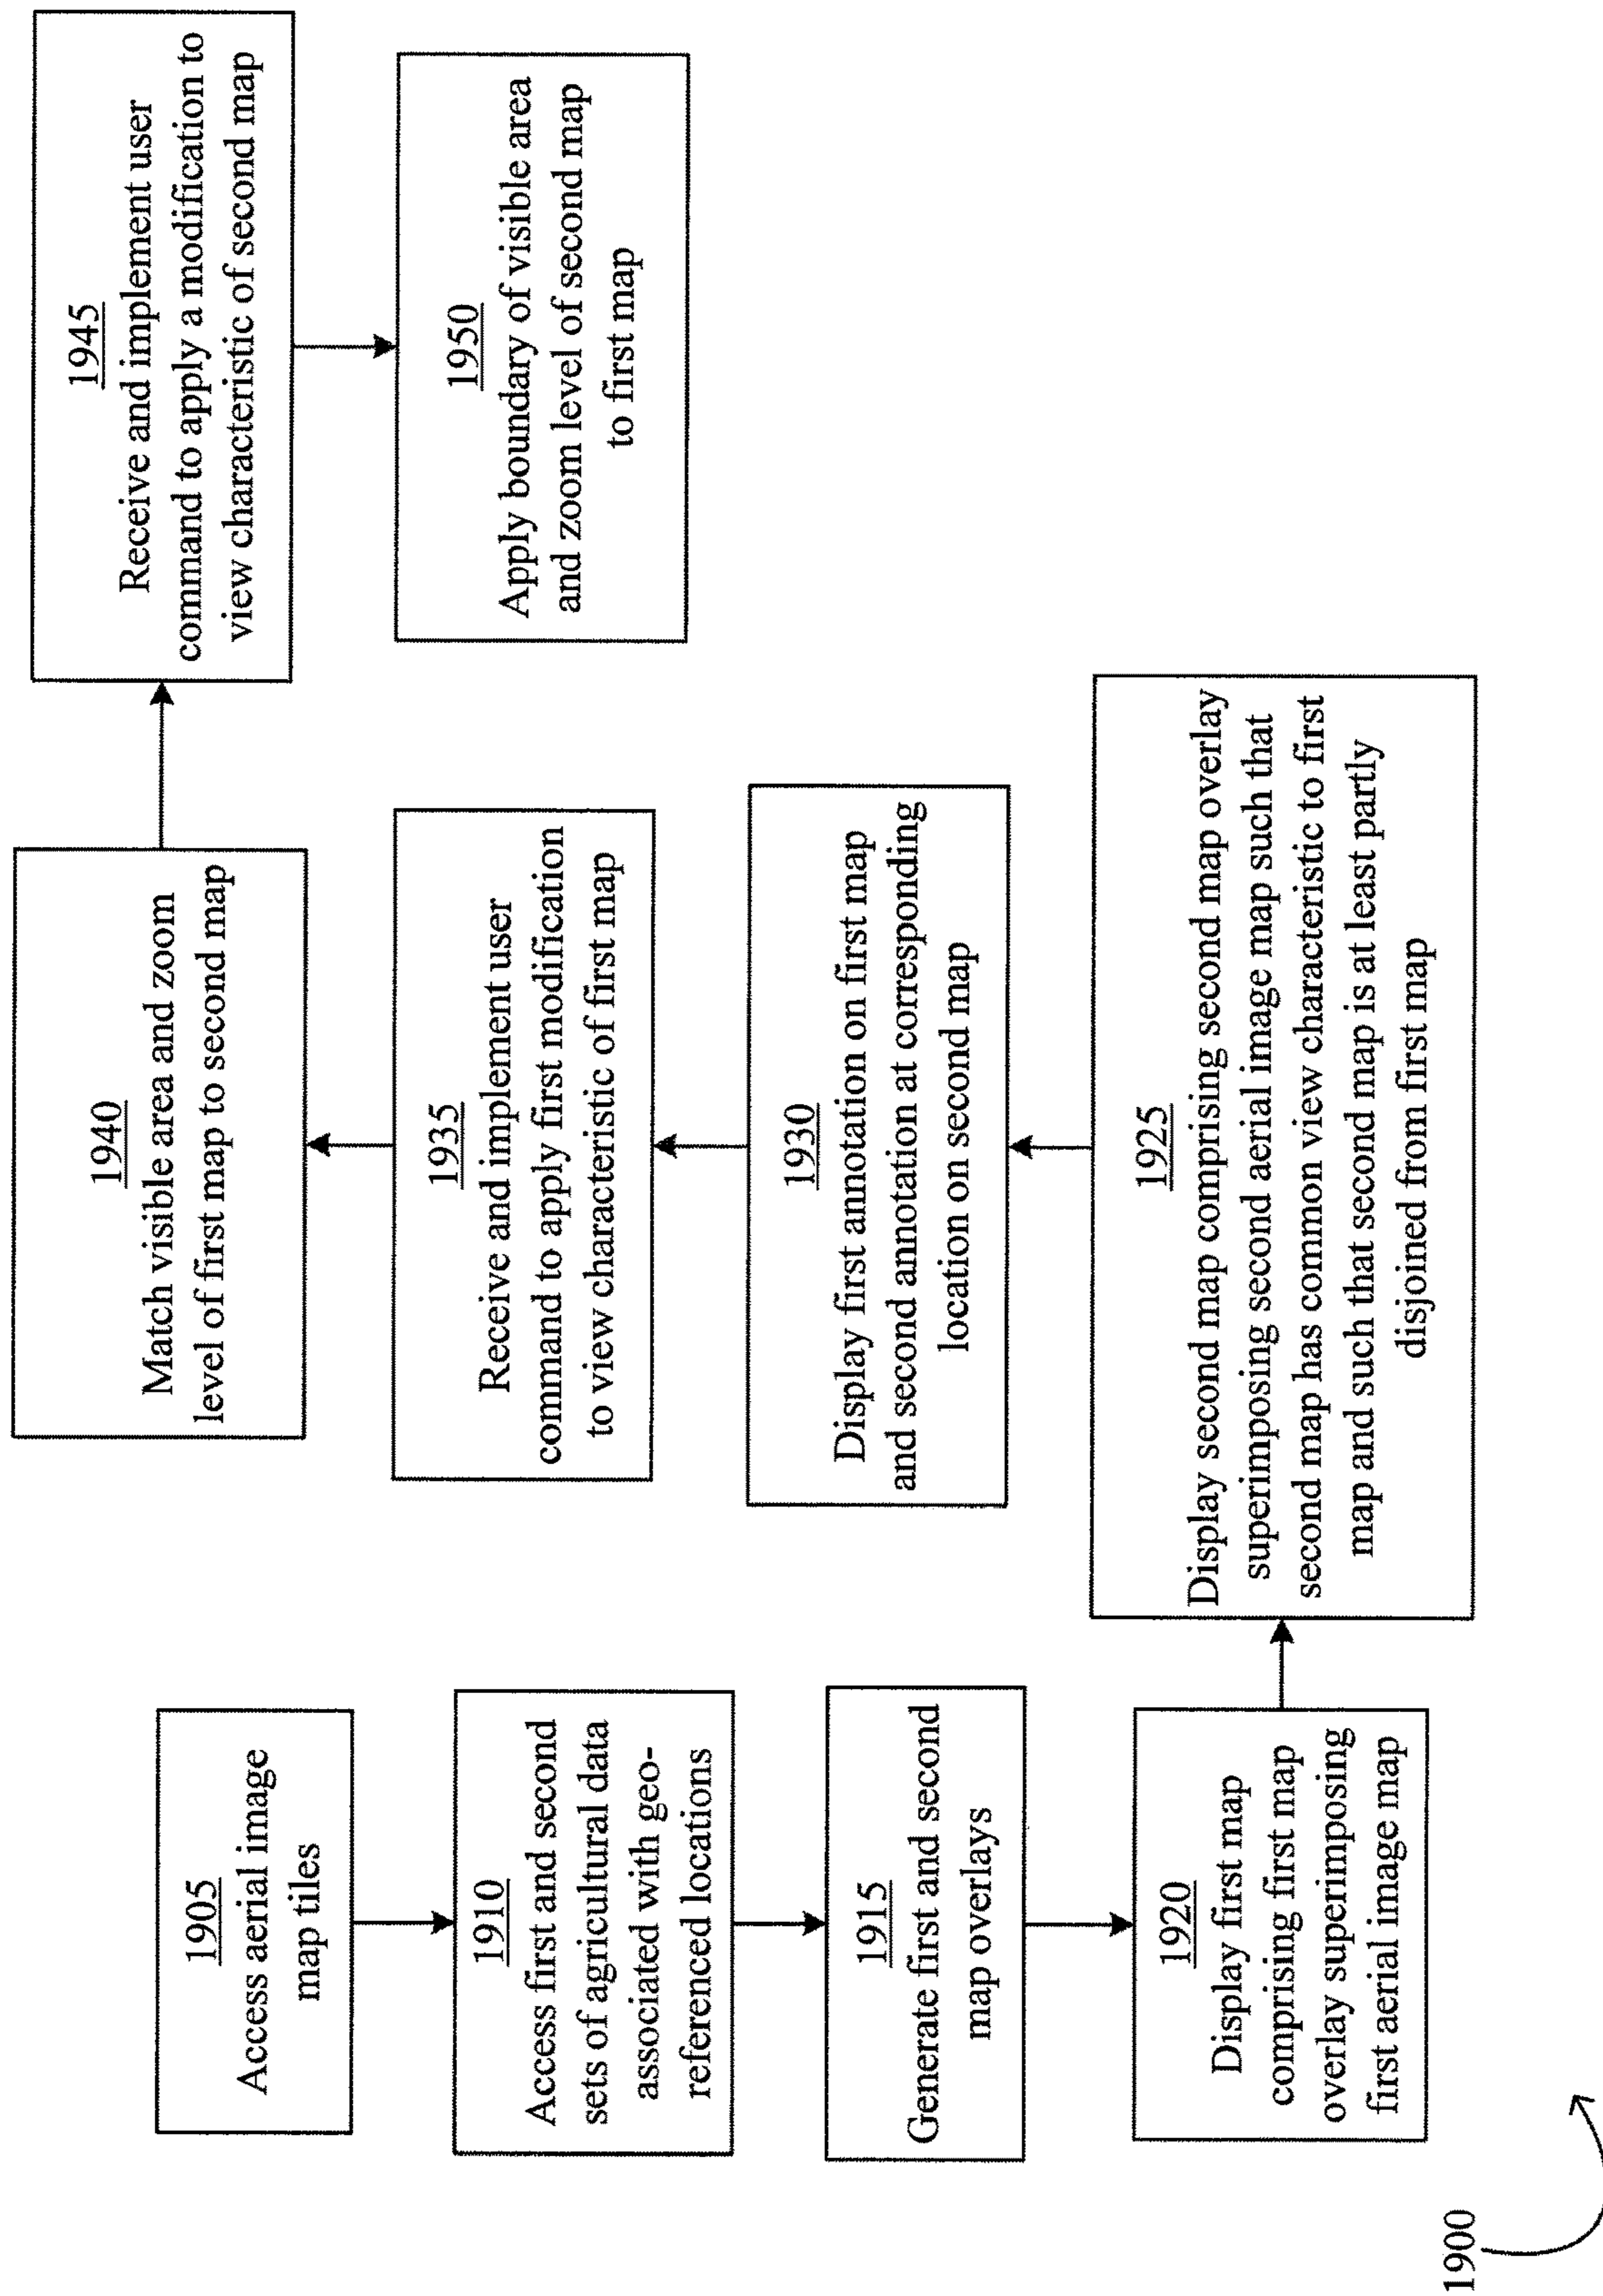 1905
Access aerial image
map tiles
1910
Access first and second
sets of agricultural data
associated with geo-
referenced locations
1915
Generate first and second
map overlays
1920
Display first map
comprising first map
overlay superimposing
first aerial image map
1925
Display second map comprising second map overlay
superimposing second aerial image map such that
second map has common view characteristic to first
map and such that second map is at least partly
disjoined from first map
1930
Display first annotation on first map
and second annotation at corresponding
location on second map
1935
Receive and implement user
command to apply first modification
to view characteristic of first map
1940
Match visible area and zoom
level of first map to second map
1945
Receive and implement user
command to apply a modification to
view characteristic of second map
1950
Apply boundary of visible area
and zoom level of second map
to first map
1900